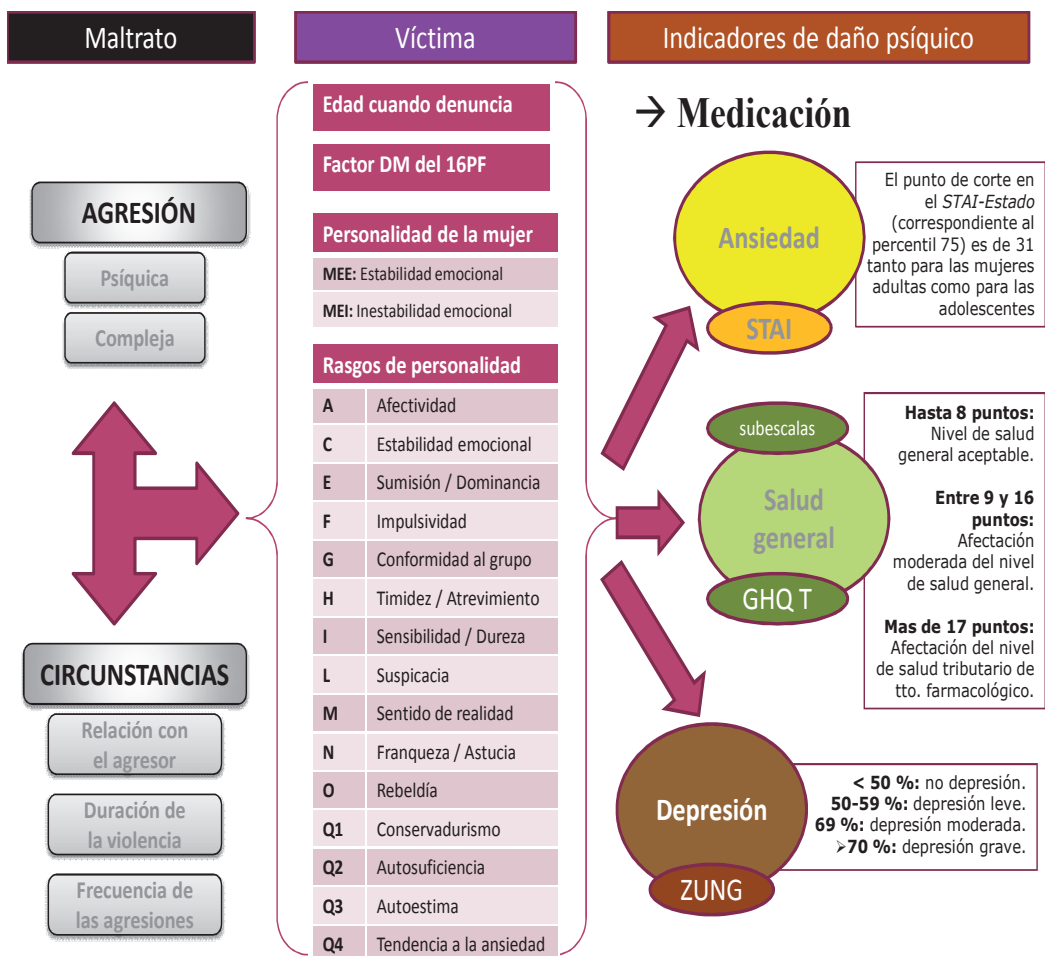 Maltrato
Víctima
Indicadores de daño psíquico
AGRESIÓN
Psíquica
Compleja
CIRCUNSTANCIAS
Relación con
el agresor
Duración de
la violencia
Frecuencia de
las agresiones
Edad cuando denuncia
Factor DM del 16PF
Personalidad de la mujer
MEE: Estabilidad emocional
MEI: Inestabilidad emocional
Rasgos de personalidad
A Afectividad
C Estabilidad emocional
E Sumisión / Dominancia
F Impulsividad
G Conformidad al grupo
H Timidez / Atrevimiento
I Sensibilidad / Dureza
L Suspicacia
M Sentido de realidad
N Franqueza / Astucia
O Rebeldía
Q1 Conservadurismo
Q2 Autosuficiencia
Q3 Autoestima
Q4 Tendencia a la ansiedad
→ Medicación
Ansiedad
STAI
El punto de corte en
el STAI-Estado
(correspondiente al
percentil 75) es de 31
tanto para las mujeres
adultas como para las
adolescentes
subescalas
Salud
general
GHQ T
Hasta 8 puntos:
Nivel de salud
general aceptable.
Entre 9 y 16
puntos:
Afectación
moderada del nivel
de salud general.
Mas de 17 puntos:
Afectación del nivel
de salud tributario de
tto. farmacológico.
Depresión
ZUNG
< 50 %: no depresión.
50-59 %: depresión leve.
69 %: depresión moderada.
➢70 %: depresión grave.